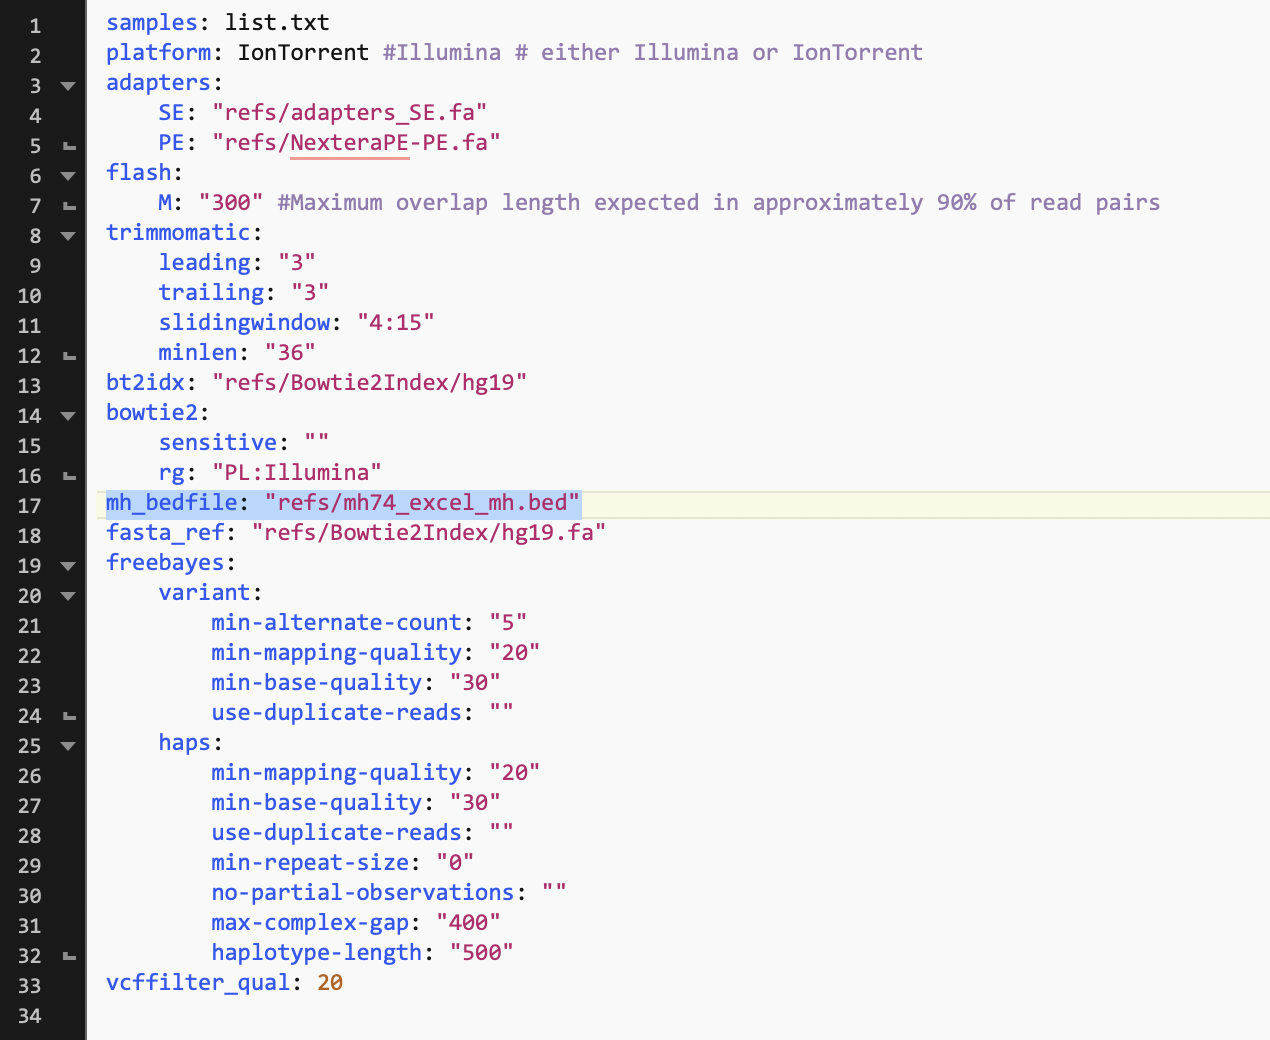 1 samples: list.txt
2 platform: IonTorrent #Illumina # either Illumina or IonTorrent
3 adapters:
4     SE: "refs/adapters_SE.fa"
5     PE: "refs/NexteraPE-PE.fa"
6 flash:
7     M: "300" #Maximum overlap length expected in approximately 90% of read pairs
8 trimmomatic:
9     leading: "3"
10     trailing: "3"
11     slidingwindow: "4:15"
12     minlen: "36"
13 bt2idx: "refs/Bowtie2Index/hg19"
14 bowtie2:
15     sensitive: ""
16     rg: "PL:Illumina"
17 mh_bedfile: "refs/mh74_excel_mh.bed"
18 fasta_ref: "refs/Bowtie2Index/hg19.fa"
19 freebayes:
20     variant:
21         min-alternate-count: "5"
22         min-mapping-quality: "20"
23         min-base-quality: "30"
24         use-duplicate-reads: ""
25     haps:
26         min-mapping-quality: "20"
27         min-base-quality: "30"
28         use-duplicate-reads: ""
29         min-repeat-size: "0"
30         no-partial-observations: ""
31         max-complex-gap: "400"
32         haplotype-length: "500"
33 vcffilter_qual: 20
34